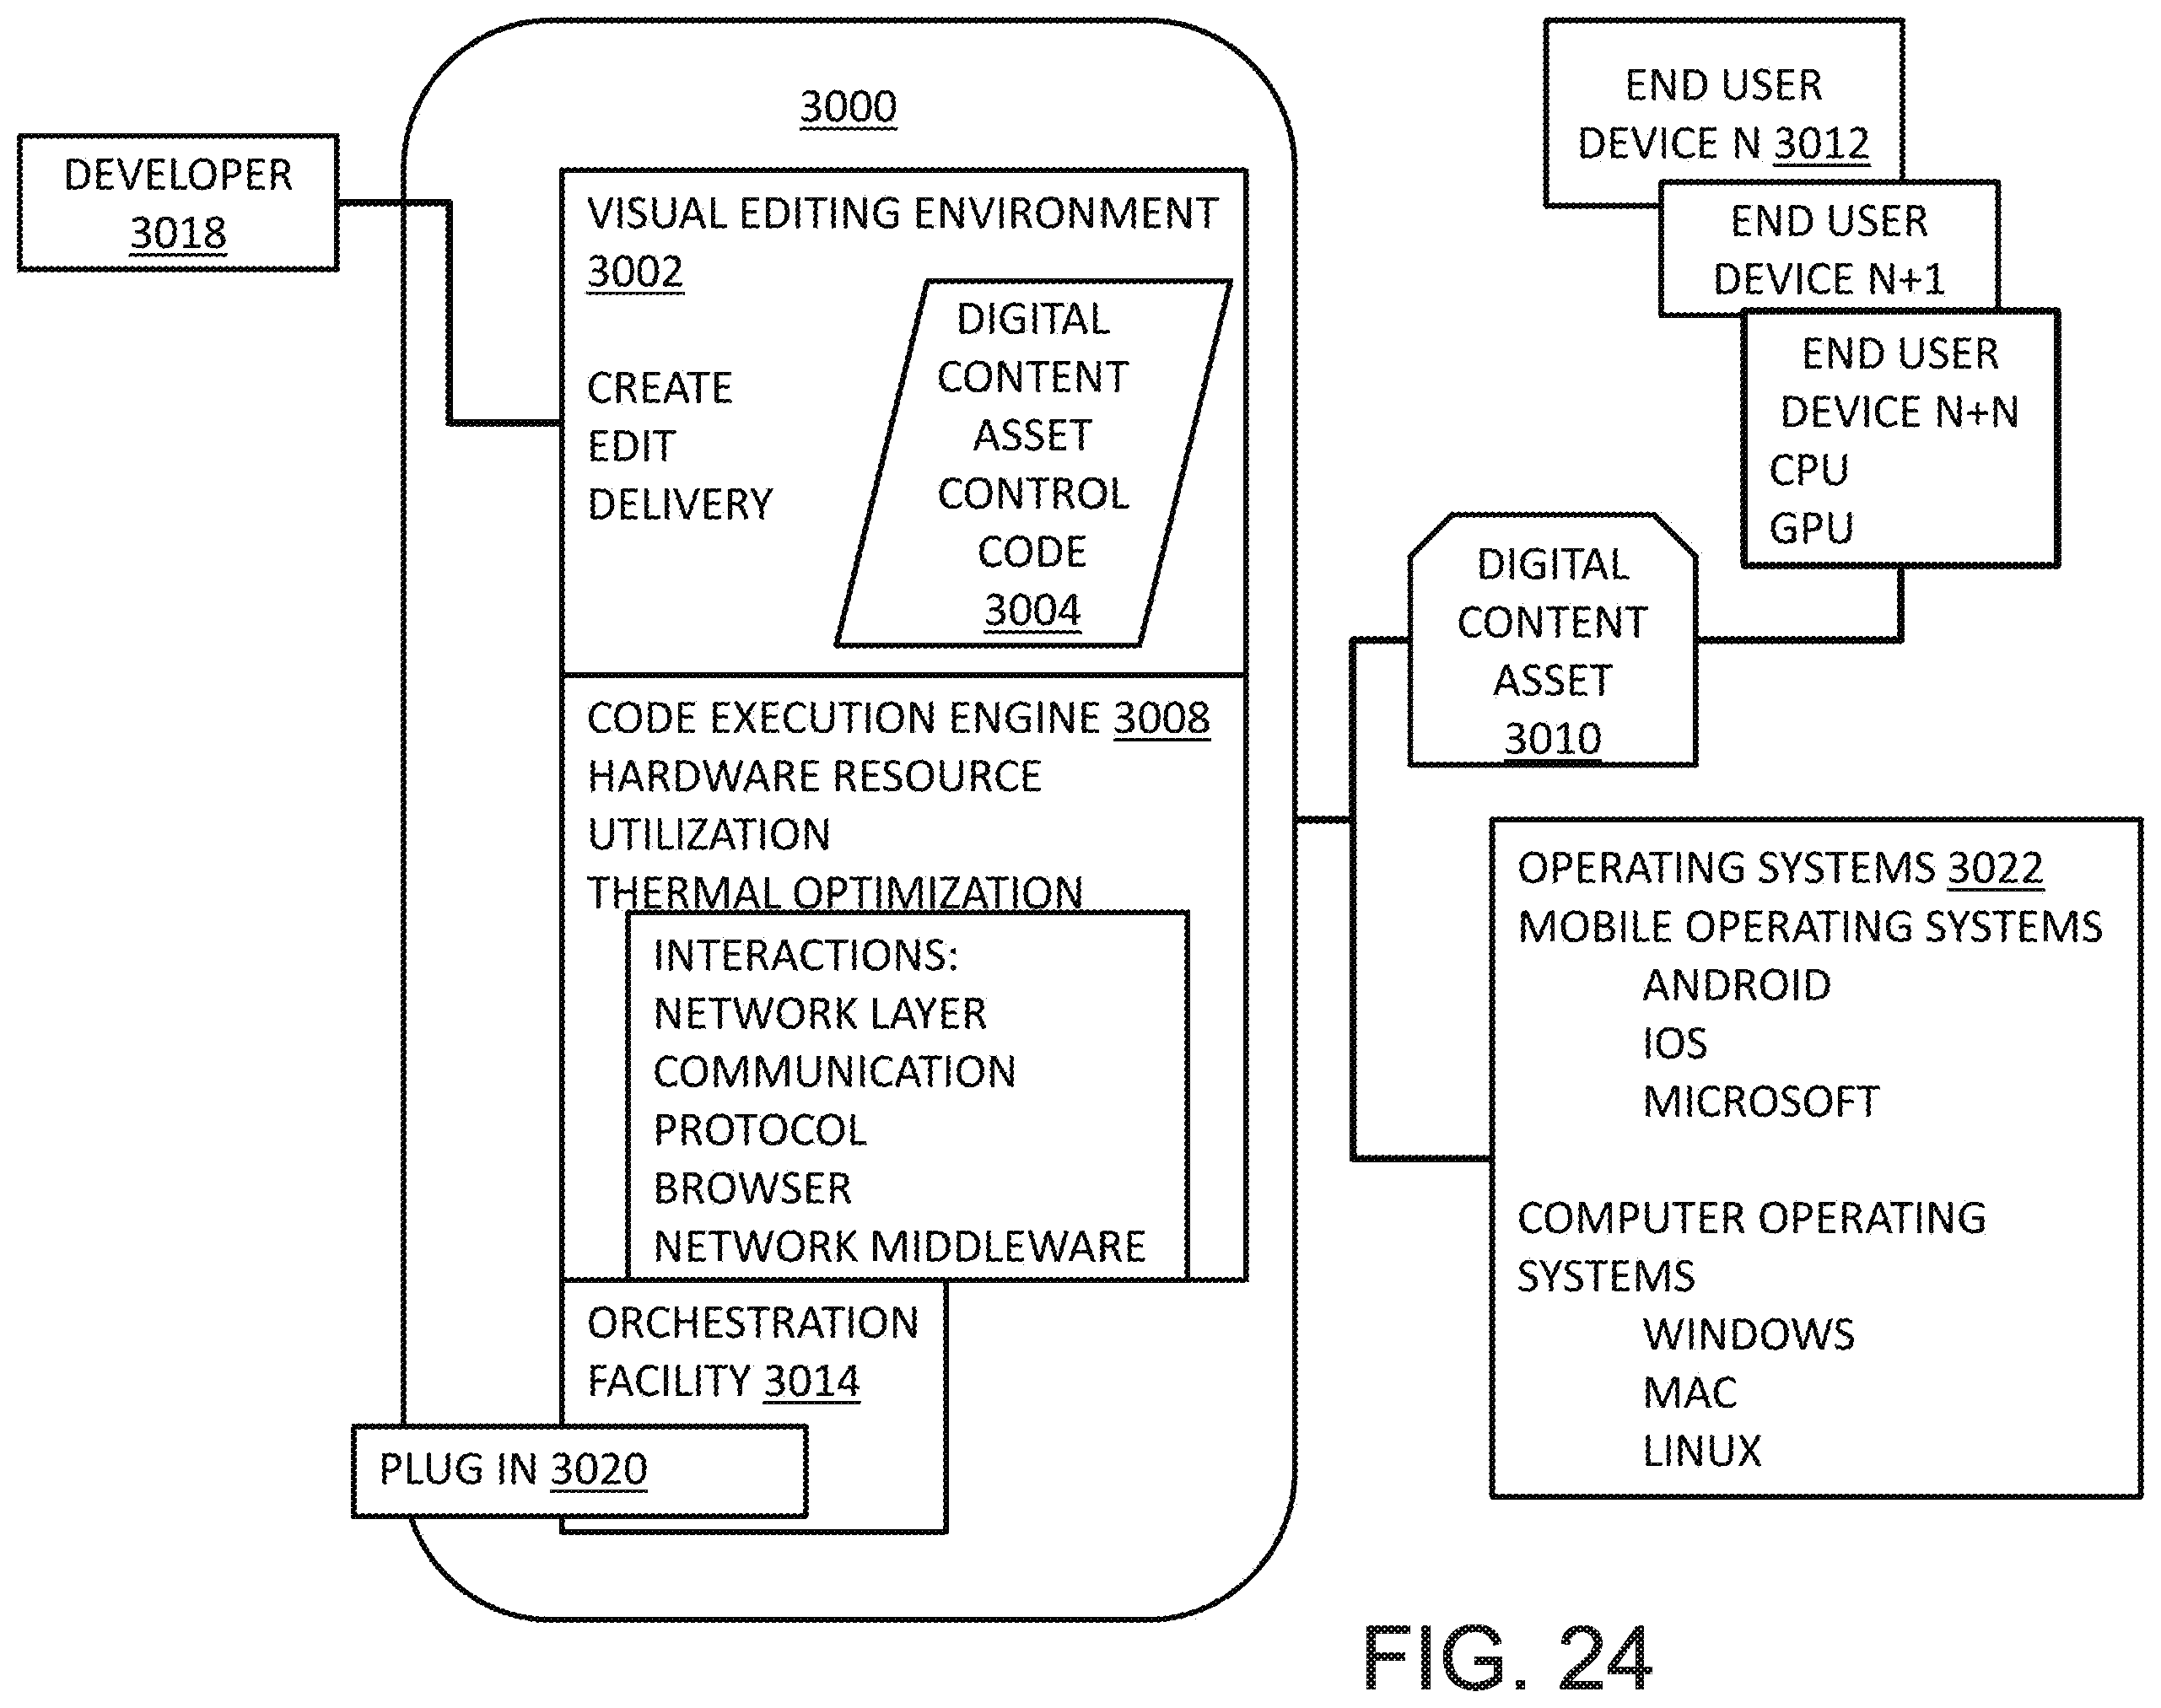 3000
DEVELOPER
3018
VISUAL EDITING ENVIRONMENT
3002
CREATE
EDIT
DELIVERY
DIGITAL
CONTENT
ASSET
CONTROL
CODE
3004
CODE EXECUTION ENGINE 3008
HARDWARE RESOURCE
UTILIZATION
THERMAL OPTIMIZATION
INTERACTIONS:
NETWORK LAYER
COMMUNICATION
PROTOCOL
BROWSER
NETWORK MIDDLEWARE
ORCHESTRATION
FACILITY 3014
PLUG IN 3020
END USER
DEVICE N 3012
END USER
DEVICE N+1
END USER
DEVICE N+N
CPU
GPU
DIGITAL
CONTENT
ASSET
3010
OPERATING SYSTEMS 3022
MOBILE OPERATING SYSTEMS
ANDROID
IOS
MICROSOFT
COMPUTER OPERATING
SYSTEMS
WINDOWS
MAC
LINUX
FIG. 24